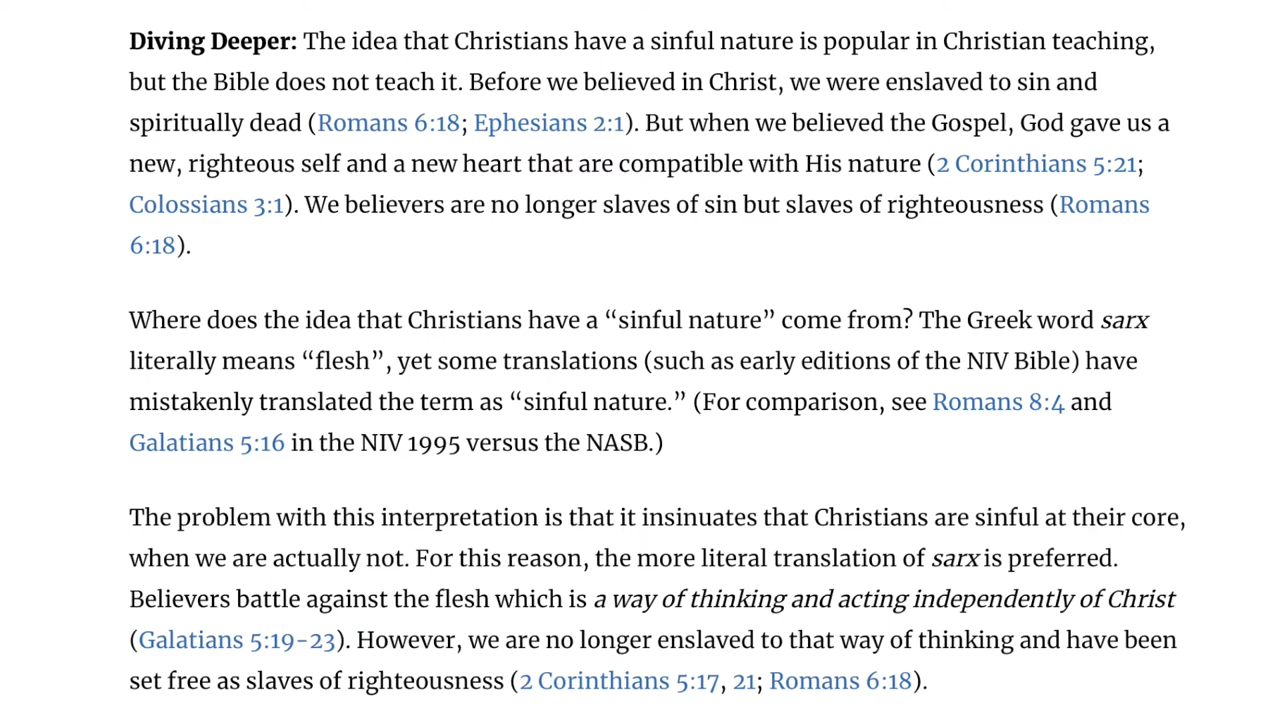 Diving Deeper: The idea that Christians have a sinful nature is popular in Christian teaching,
but the Bible does not teach it. Before we believed in Christ, we were enslaved to sin and
spiritually dead (Romans 6:18; Ephesians 2:1). But when we believed the Gospel, God gave us a
new, righteous self and a new heart that are compatible with His nature (2 Corinthians 5:21;
Colossians 3:1). We believers are no longer slaves of sin but slaves of righteousness (Romans
6:18).
Where does the idea that Christians have a “sinful nature” come from? The Greek word sarx
literally means “flesh”, yet some translations (such as early editions of the NIV Bible) have
mistakenly translated the term as “sinful nature.” (For comparison, see Romans 8:4 and
Galatians 5:16 in the NIV 1995 versus the NASB.)
The problem with this interpretation is that it insinuates that Christians are sinful at their core,
when we are actually not. For this reason, the more literal translation of sarx is preferred.
Believers battle against the flesh which is a way of thinking and acting independently of Christ
(Galatians 5:19-23). However, we are no longer enslaved to that way of thinking and have been
set free as slaves of righteousness (2 Corinthians 5:17, 21; Romans 6:18).